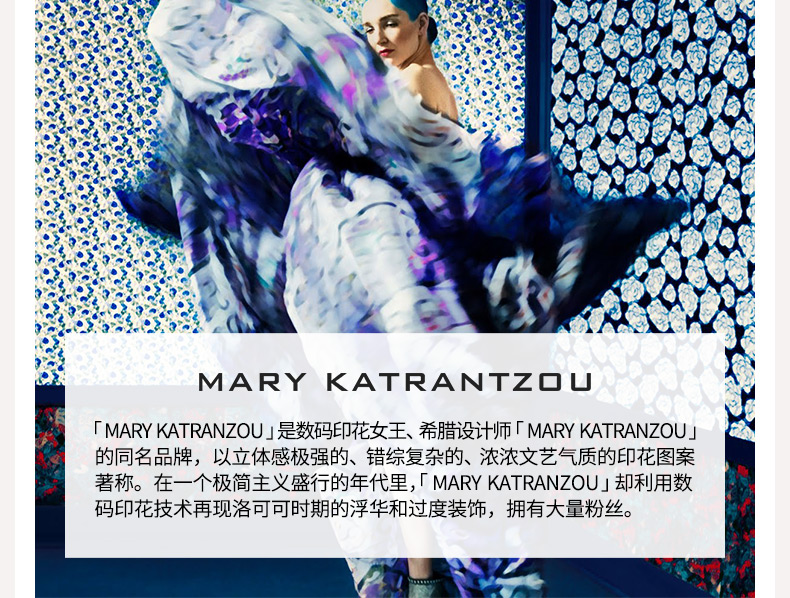 MARY KATRANTZOU
「MARY KATRANZOU」是数码印花女王、希腊设计师「MARY KATRANZOU」
的同名品牌，以立体感极强的、错综复杂的、浓浓文艺气质的印花图案
著称。在一个极简主义盛行的年代里，「MARY KATRANZOU」却利用数
码印花技术再现洛可可时期的浮华和过度装饰，拥有大量粉丝。